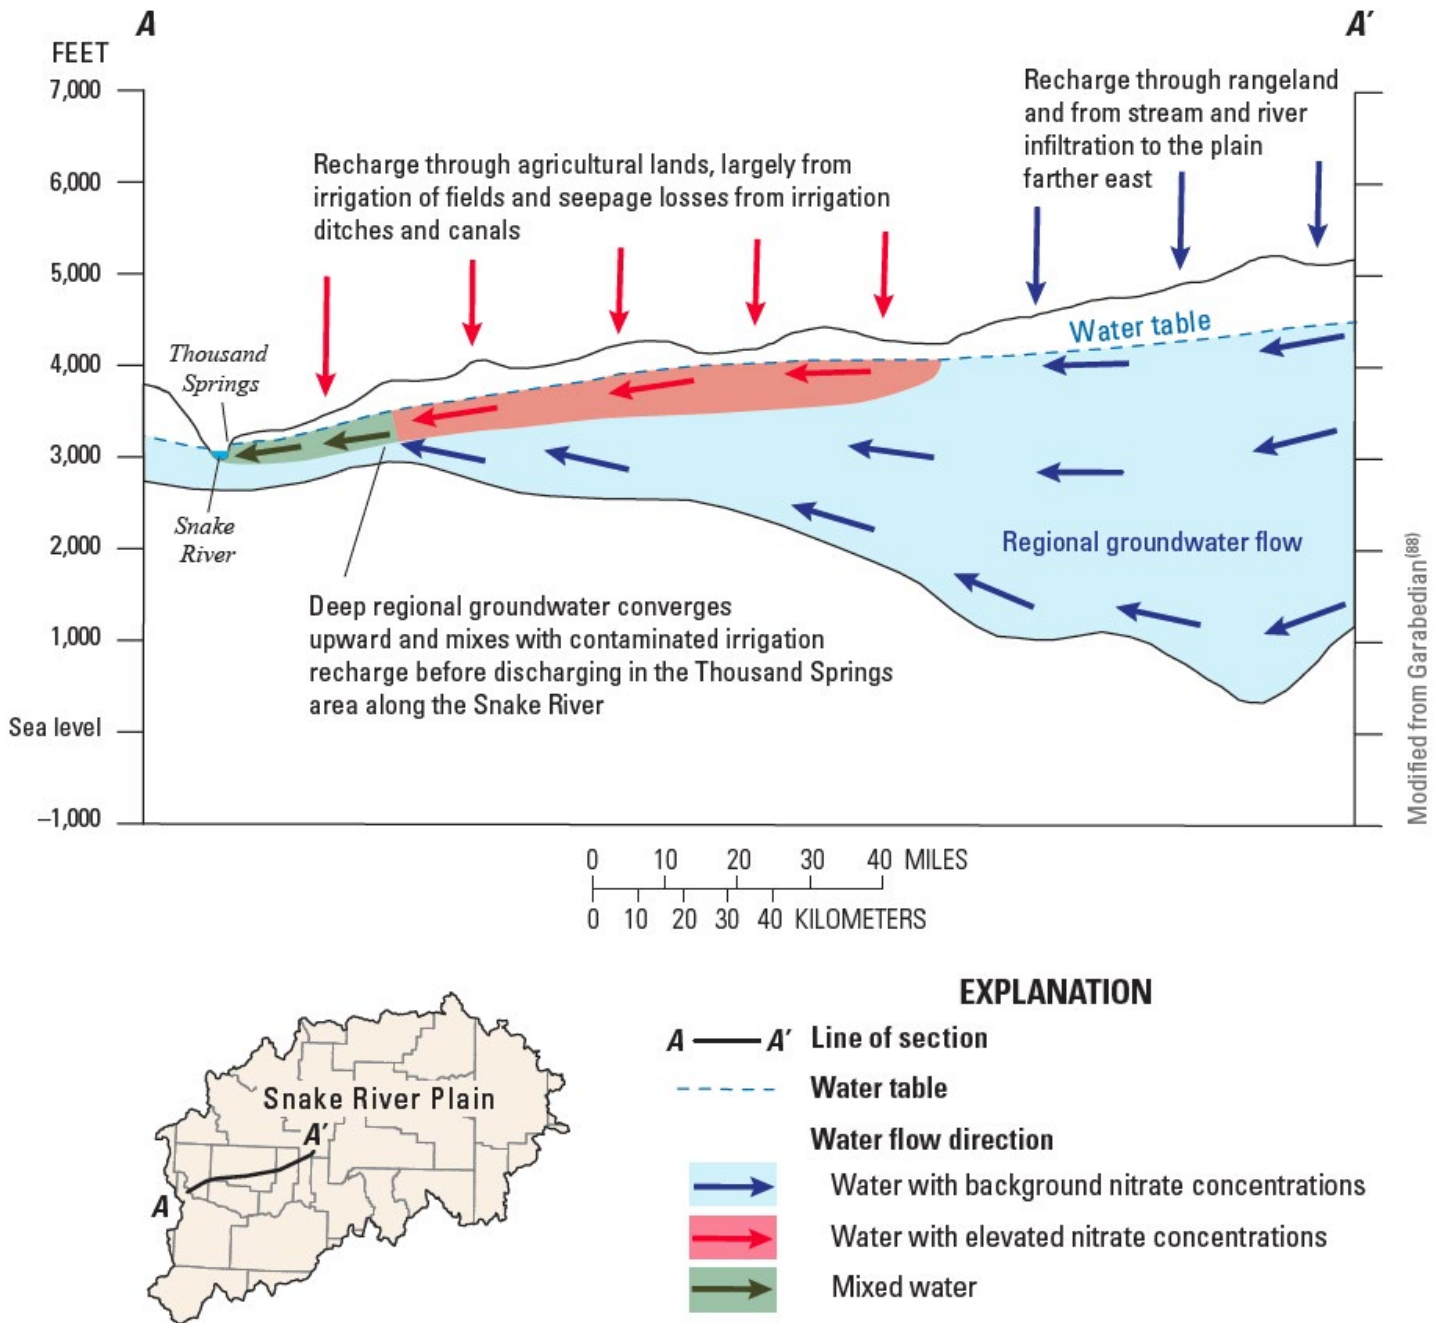 A
A′
FEET
7,000
6,000
5,000
4,000
3,000
2,000
1,000
Sea level
–1,000
Recharge through rangeland
and from stream and river
infiltration to the plain
farther east
Recharge through agricultural lands, largely from
irrigation of fields and seepage losses from irrigation
ditches and canals
Water table
Thousand
Springs
Snake
River
Regional groundwater flow
Deep regional groundwater converges
upward and mixes with contaminated irrigation
recharge before discharging in the Thousand Springs
area along the Snake River
Modified from Garabedian(88)
0 10 20 30 40 MILES
0 10 20 30 40 KILOMETERS
Snake River Plain
A′
A
EXPLANATION
A A′ Line of section
Water table
Water flow direction
Water with background nitrate concentrations
Water with elevated nitrate concentrations
Mixed water